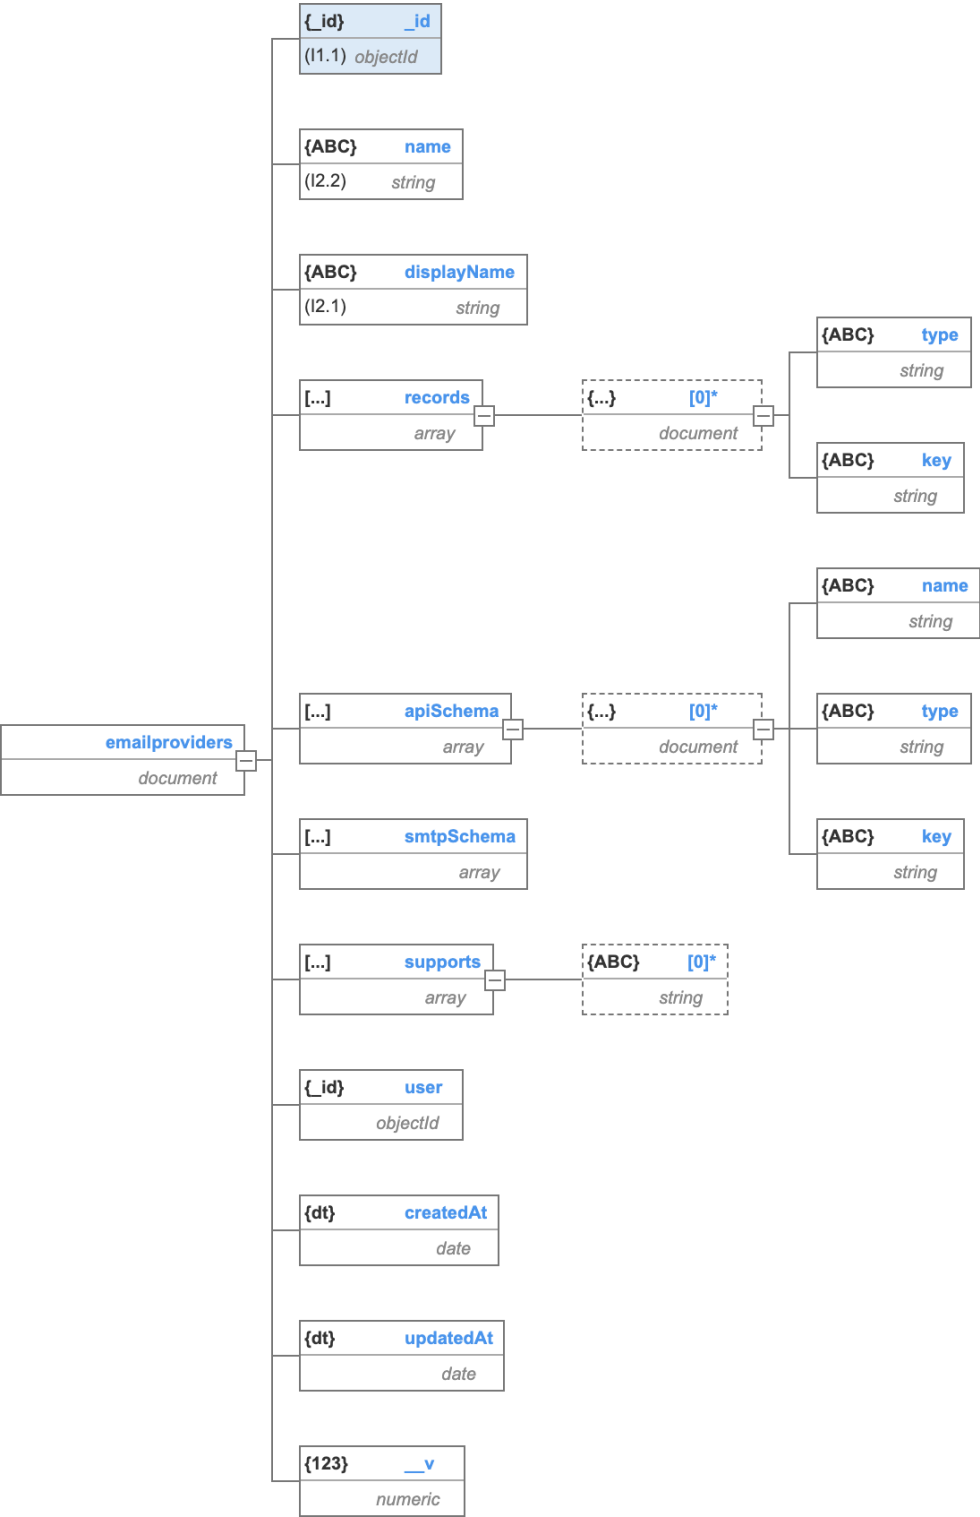 {_id} _id
(I1.1) objectId
{ABC} name
(I2.2) string
{ABC} displayName
(I2.1) string
[...] records
array
{...} [0]*
document
{ABC} type
string
{ABC} key
string
{ABC} name
string
[...] apiSchema
array
{...} [0]*
document
{ABC} type
string
emailproviders
document
[...] smtpSchema
array
{ABC} key
string
[...] supports
array
{ABC} [0]*
string
{_id} user
objectId
{dt} createdAt
date
{dt} updatedAt
date
{123} __v
numeric